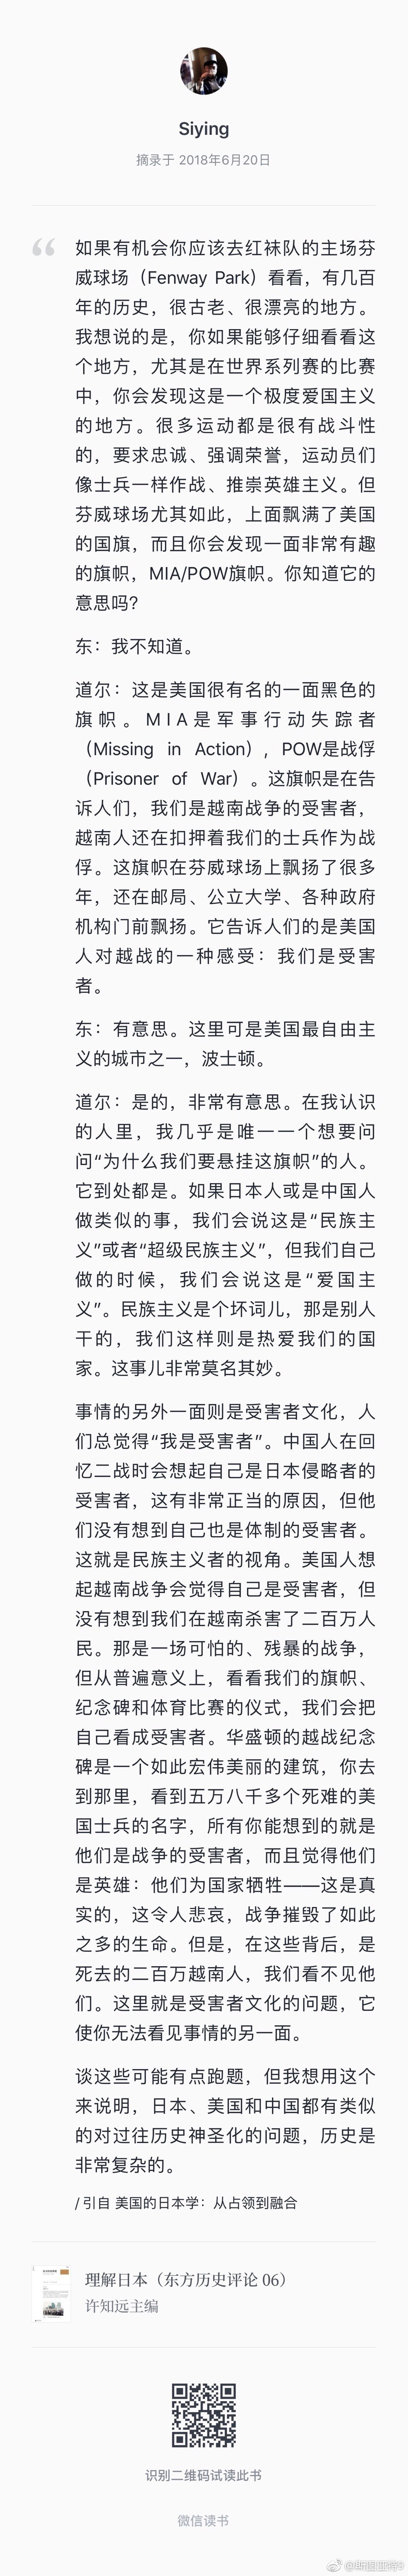 Siying
摘录于 2018年6月20日
如果有机会你应该去红袜队的主场芬
威球场（Fenway Park）看看，有几百
年的历史，很古老、很漂亮的地方。
我想说的是，你如果能够仔细看看这
个地方，尤其是在世界系列赛的比赛
中，你会发现这是一个极度爱国主义
的地方。很多运动都是很有战斗性
的，要求忠诚、强调荣誉，运动员们
像士兵一样作战、推崇英雄主义。但
芬威球场尤其如此，上面飘满了美国
的国旗，而且你会发现一面非常有趣
的旗帜，MIA/POW旗帜。你知道它的
意思吗？
东：我不知道。
道尔：这是美国很有名的一面黑色的
旗帜。MIA是军事行动失踪者
（Missing in Action）, POW是战俘
（Prisoner of War）。这旗帜是在告
诉人们，我们是越南战争的受害者，
越南人还在扣押着我们的士兵作为战
俘。这旗帜在芬威球场上飘扬了很多
年，还在邮局、公立大学、各种政府
机构门前飘扬。它告诉人们的是美国
人对越战的一种感受：我们是受害
者。
东：有意思。这里可是美国最自由主
义的城市之一，波士顿。
道尔：是的，非常有意思。在我认识
的人里，我几乎是唯一一个想要问
问“为什么我们要悬挂这旗帜”的人。
它到处都是。如果日本人或是中国人
做类似的事，我们会说这是“民族主
义”或者“超级民族主义”，但我们自己
做的时候，我们会说这是“爱国主
义”。民族主义是个坏词儿，那是别人
干的，我们这样则是热爱我们的国
家。这事儿非常莫名其妙。
事情的另外一面则是受害者文化，人
们总觉得“我是受害者”。中国人在回
忆二战时会想起自己是日本侵略者的
受害者，这有非常正当的原因，但他
们没有想到自己也是体制的受害者。
这就是民族主义者的视角。美国人想
起越南战争会觉得自己是受害者，但
没有想到我们在越南杀害了二百万人
民。那是一场可怕的、残暴的战争，
但从普遍意义上，看看我们的旗帜、
纪念碑和体育比赛的仪式，我们会把
自己看成受害者。华盛顿的越战纪念
碑是一个如此宏伟美丽的建筑，你去
到那里，看到五万八千多个死难的美
国士兵的名字，所有你能想到的就是
他们是战争的受害者，而且觉得他们
是英雄：他们为国家牺牲——这是真
实的，这令人悲哀，战争摧毁了如此
之多的生命。但是，在这些背后，是
死去的二百万越南人，我们看不见他
们。这里就是受害者文化的问题，它
使你无法看见事情的另一面。
谈这些可能有点跑题，但我想用这个
来说明，日本、美国和中国都有类似
的对过往历史神圣化的问题，历史是
非常复杂的。
/ 引自 美国的日本学：从占领到融合
理解日本（东方历史评论 06）
许知远主编
识别二维码试读此书
微信读书